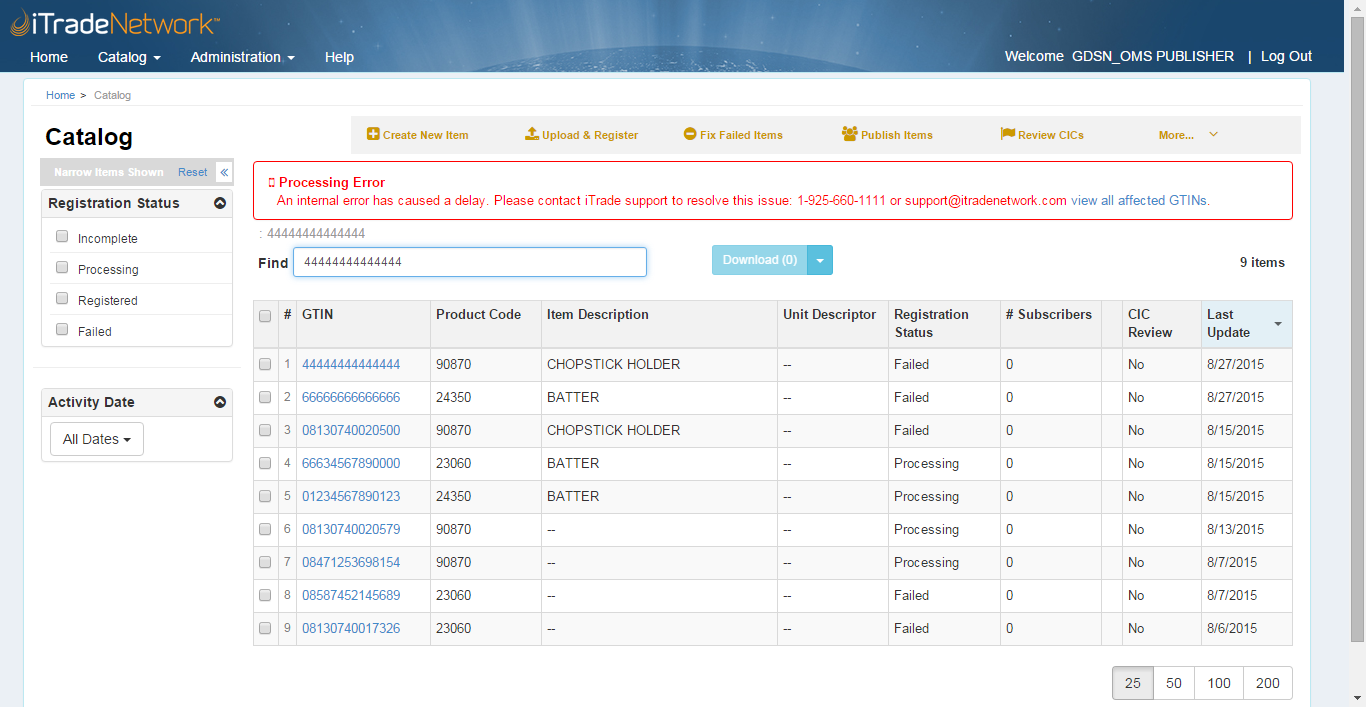 iTradeNetwork™
Home Catalog Administration Help
Welcome GDSN_OMS PUBLISHER | Log Out
Home > Catalog
Catalog
Create New Item Upload & Register Fix Failed Items Publish Items Review CICs More...
Narrow Items Shown Reset «
Registration Status
Incomplete
Processing
Registered
Failed
Activity Date
All Dates
Processing Error
An internal error has caused a delay. Please contact iTrade support to resolve this issue: 1-925-660-1111 or support@itradenetwork.com view all affected GTINs.
: 44444444444444
Find 44444444444444 Download (0) 9 items
# GTIN Product Code Item Description Unit Descriptor Registration Status # Subscribers CIC Review Last Update
1 44444444444444 90870 CHOPSTICK HOLDER -- Failed 0 No 8/27/2015
2 66666666666666 24350 BATTER -- Failed 0 No 8/27/2015
3 08130740020500 90870 CHOPSTICK HOLDER -- Failed 0 No 8/15/2015
4 66634567890000 23060 BATTER -- Processing 0 No 8/15/2015
5 01234567890123 24350 BATTER -- Processing 0 No 8/15/2015
6 08130740020579 90870 -- -- Processing 0 No 8/13/2015
7 08471253698154 90870 -- -- Processing 0 No 8/7/2015
8 08587452145689 23060 -- -- Failed 0 No 8/7/2015
9 08130740017326 23060 -- -- Failed 0 No 8/6/2015
25 50 100 200